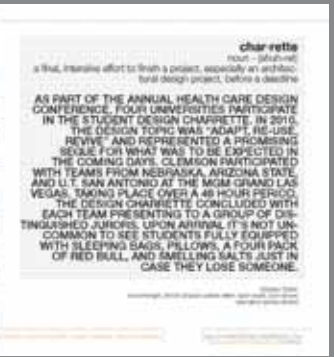 char·rette
noun - (shuh-ret)
a final, intensive effort to finish a project, especially an architec-
tural design project, before a deadline
AS PART OF THE ANNUAL HEALTH CARE DESIGN
CONFERENCE, FOUR UNIVERSITIES PARTICIPATE
IN THE STUDENT DESIGN CHARRETTE. IN 2010,
THE DESIGN TOPIC WAS "ADAPT, RE-USE,
REVIVE" AND REPRESENTED A PROMISING
SEGUE FOR WHAT WAS TO BE EXPECTED IN
THE COMING DAYS. CLEMSON PARTICIPATED
WITH TEAMS FROM NEBRASKA, ARIZONA STATE,
AND U.T. SAN ANTONIO AT THE MGM GRAND LAS
VEGAS. TAKING PLACE OVER A 48 HOUR PERIOD,
THE DESIGN CHARRETTE CONCLUDED WITH
EACH TEAM PRESENTING TO A GROUP OF DIS-
TINGUISHED JURORS. UPON ARRIVAL IT'S NOT UN-
COMMON TO SEE STUDENTS FULLY EQUIPPED
WITH SLEEPING BAGS, PILLOWS, A FOUR PACK
OF RED BULL, AND SMELLING SALTS JUST IN
CASE THEY LOSE SOMEONE.